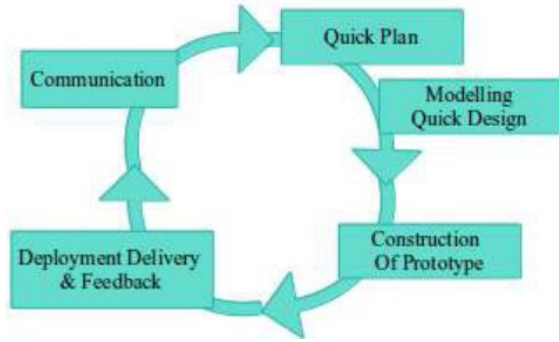 Quick Plan
Communication
Modelling
Quick Design
Construction
Of Prototype
Deployment Delivery
& Feedback